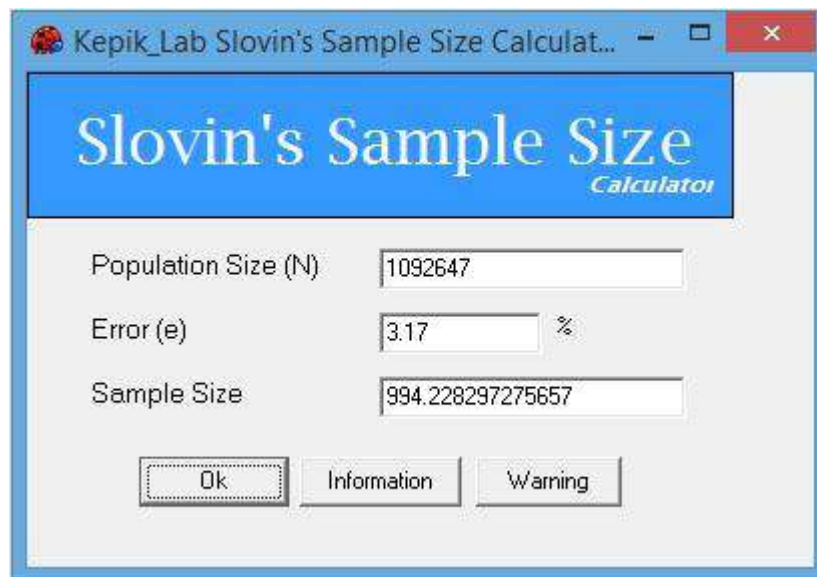 Kepik_Lab Slovin's Sample Size Calculat...
Slovin's Sample Size
Calculator
Population Size (N) 1092647
Error (e) 3.17 %
Sample Size 994.228297275657
Ok Information Warning